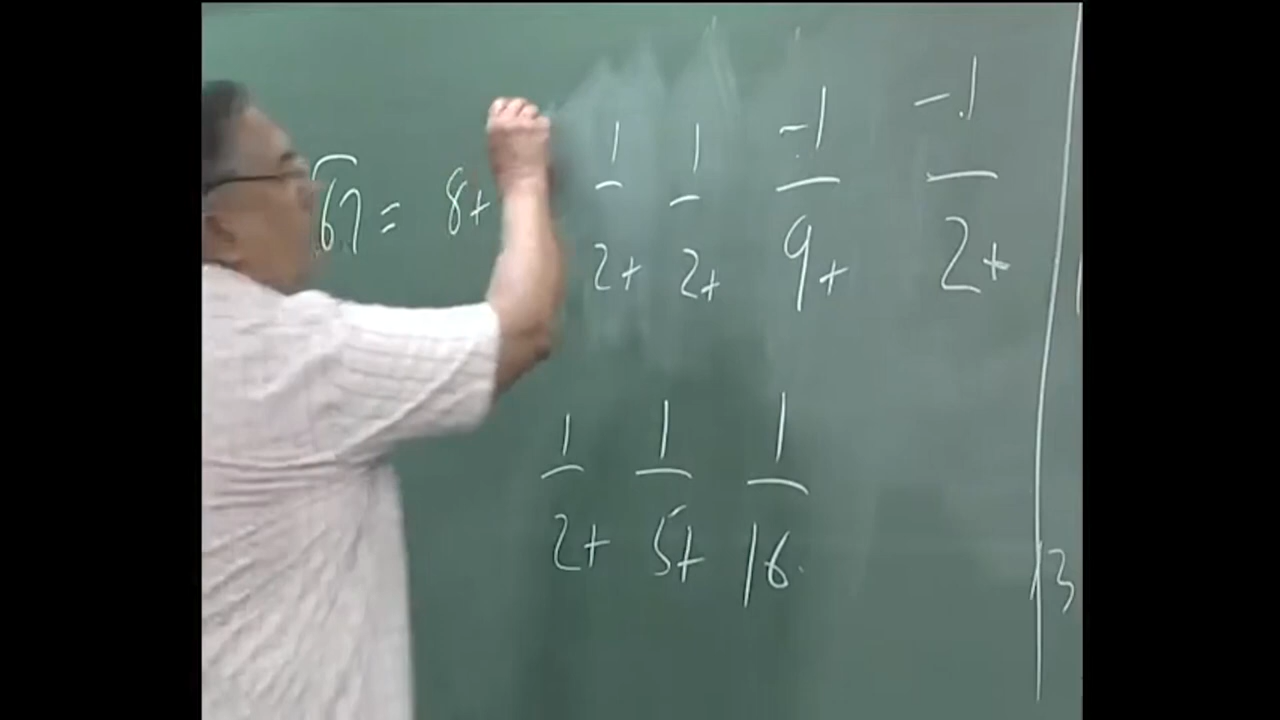 √67 = 8+ 1/2+ 1/2+ -1/9+ -1/2+
1/2+ 1/5+ 1/16
13